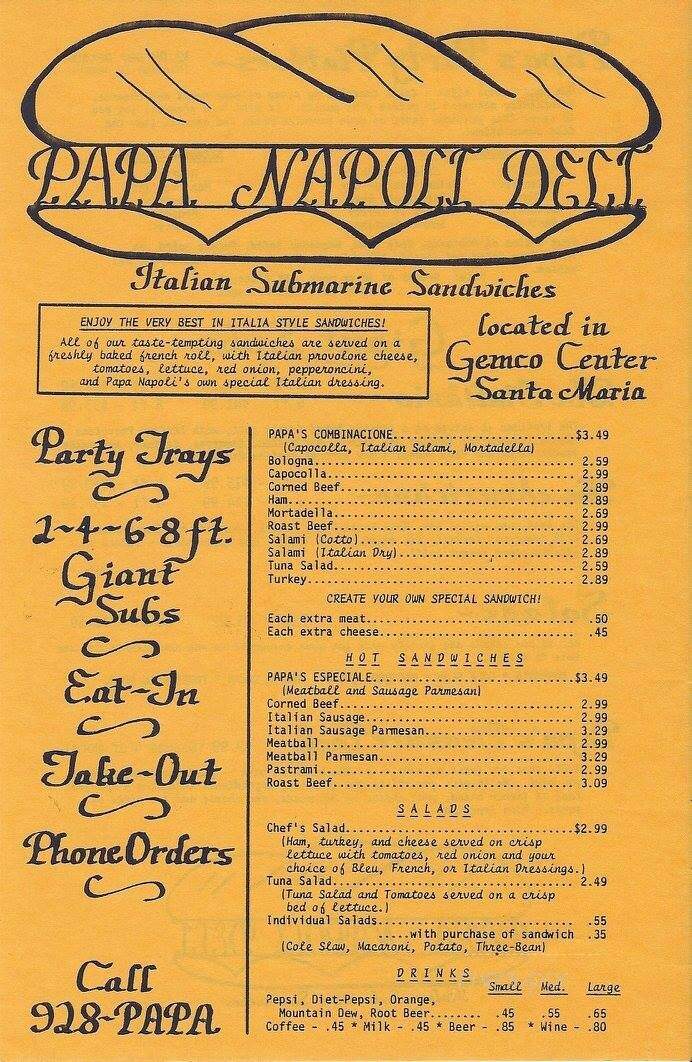 PAPA NAPOLI DELI
Italian Submarine Sandwiches
ENJOY THE VERY BEST IN ITALIA STYLE SANDWICHES!
All of our taste-tempting sandwiches are served on a
freshly baked french roll, with Italian provolone cheese,
tomatoes, lettuce, red onion, pepperoncini,
and Papa Napoli's own special Italian dressing.
located in
Gemco Center
Santa Maria
Party Trays
2-4-6-8 ft.
Giant
Subs
Eat-In
Take-Out
Phone Orders
Call
928-PAPA
PAPA'S COMBINACIONE..............................$3.49
(Capocolla, Italian Salami, Mortadella)
Bologna.......................................... 2.59
Capocolla........................................ 2.99
Corned Beef...................................... 2.89
Ham.............................................. 2.89
Mortadella....................................... 2.69
Roast Beef....................................... 2.99
Salami (Cotto)................................... 2.69
Salami (Italian Dry)............................. 2.89
Tuna Salad....................................... 2.59
Turkey........................................... 2.89
CREATE YOUR OWN SPECIAL SANDWICH!
Each extra meat.................................. .50
Each extra cheese................................ .45
HOT SANDWICHES
PAPA'S ESPECIALE.................................$3.49
(Meatball and Sausage Parmesan)
Corned Beef...................................... 2.99
Italian Sausage.................................. 2.99
Italian Sausage Parmesan......................... 3.29
Meatball......................................... 2.99
Meatball Parmesan................................ 3.29
Pastrami......................................... 2.99
Roast Beef....................................... 3.09
SALADS
Chef's Salad.....................................$2.99
(Ham, turkey, and cheese served on crisp
lettuce with tomatoes, red onion and your
choice of Bleu, French, or Italian Dressings.)
Tuna Salad....................................... 2.49
(Tuna Salad and Tomatoes served on a crisp
bed of lettuce.)
Individual Salads................................ .55
.....with purchase of sandwich .35
(Cole Slaw, Macaroni, Potato, Three-Bean)
DRINKS
Small Med. Large
Pepsi, Diet-Pepsi, Orange,
Mountain Dew, Root Beer........ .45 .55 .65
Coffee - .45 * Milk - .45 * Beer - .85 * Wine - .80